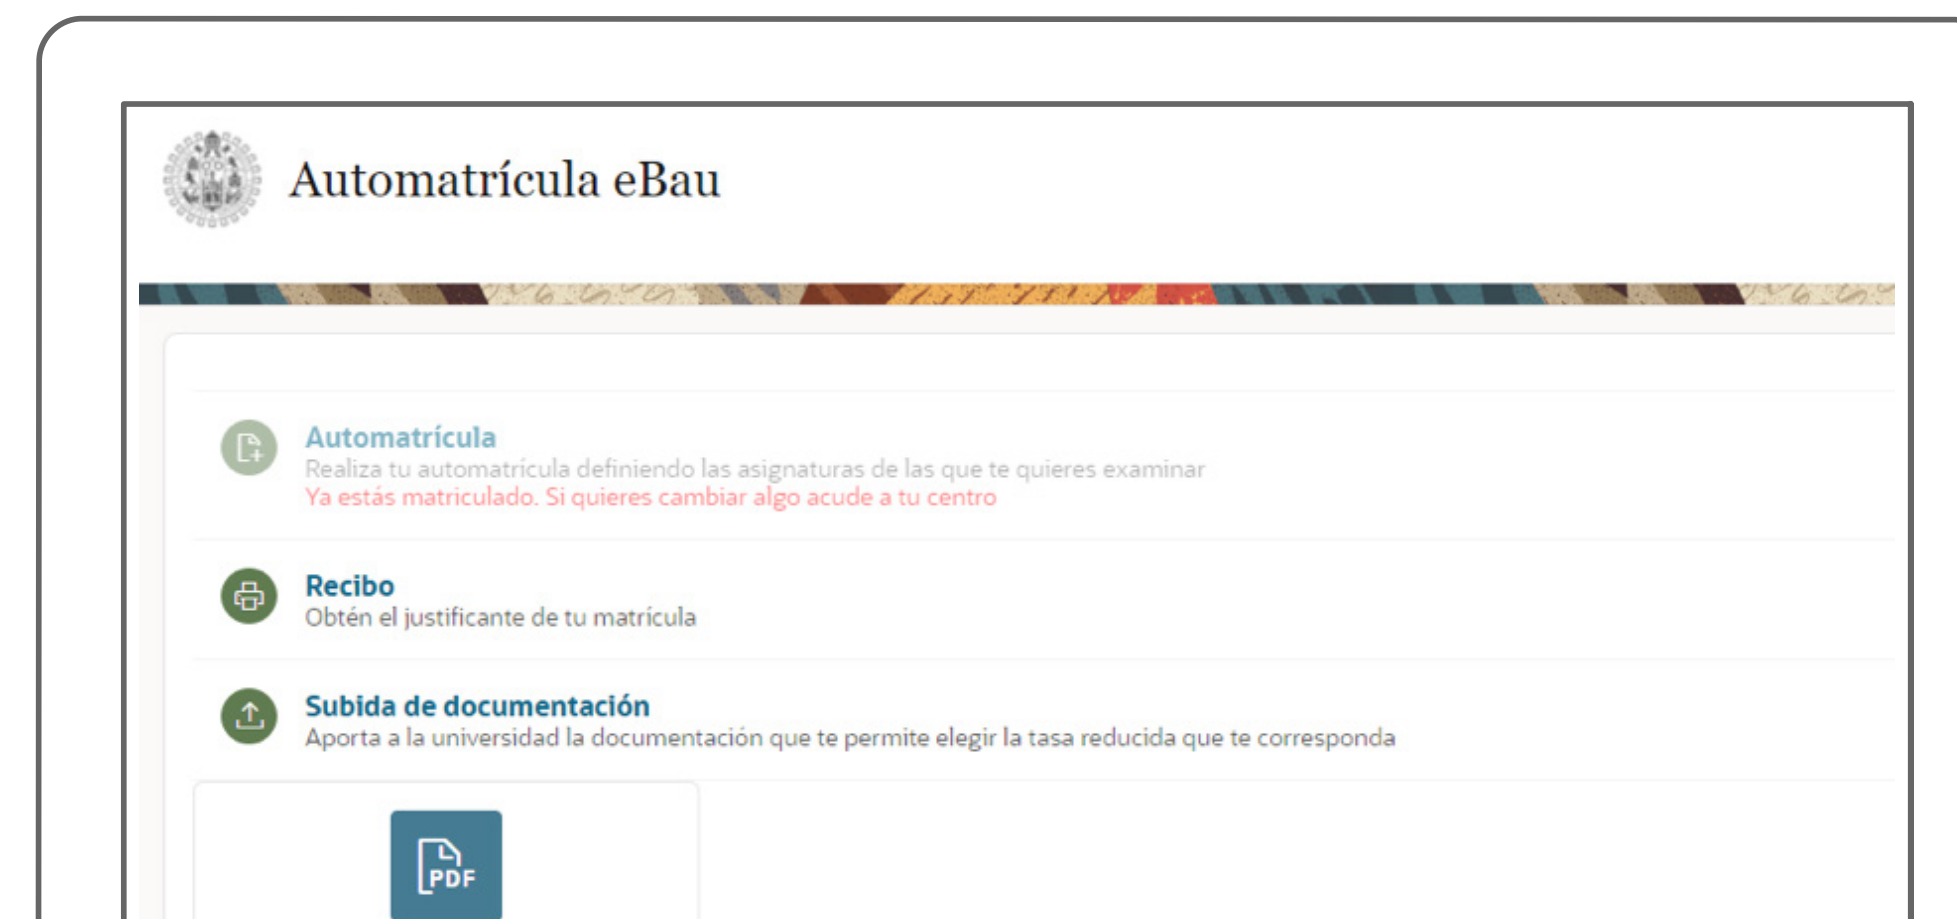 Automatrícula eBau
Automatrícula
Realiza tu automatrícula definiendo las asignaturas de las que te quieres examinar
Ya estás matriculado. Si quieres cambiar algo acude a tu centro
Recibo
Obtén el justificante de tu matrícula
Subida de documentación
Aporta a la universidad la documentación que te permite elegir la tasa reducida que te corresponda
PDF